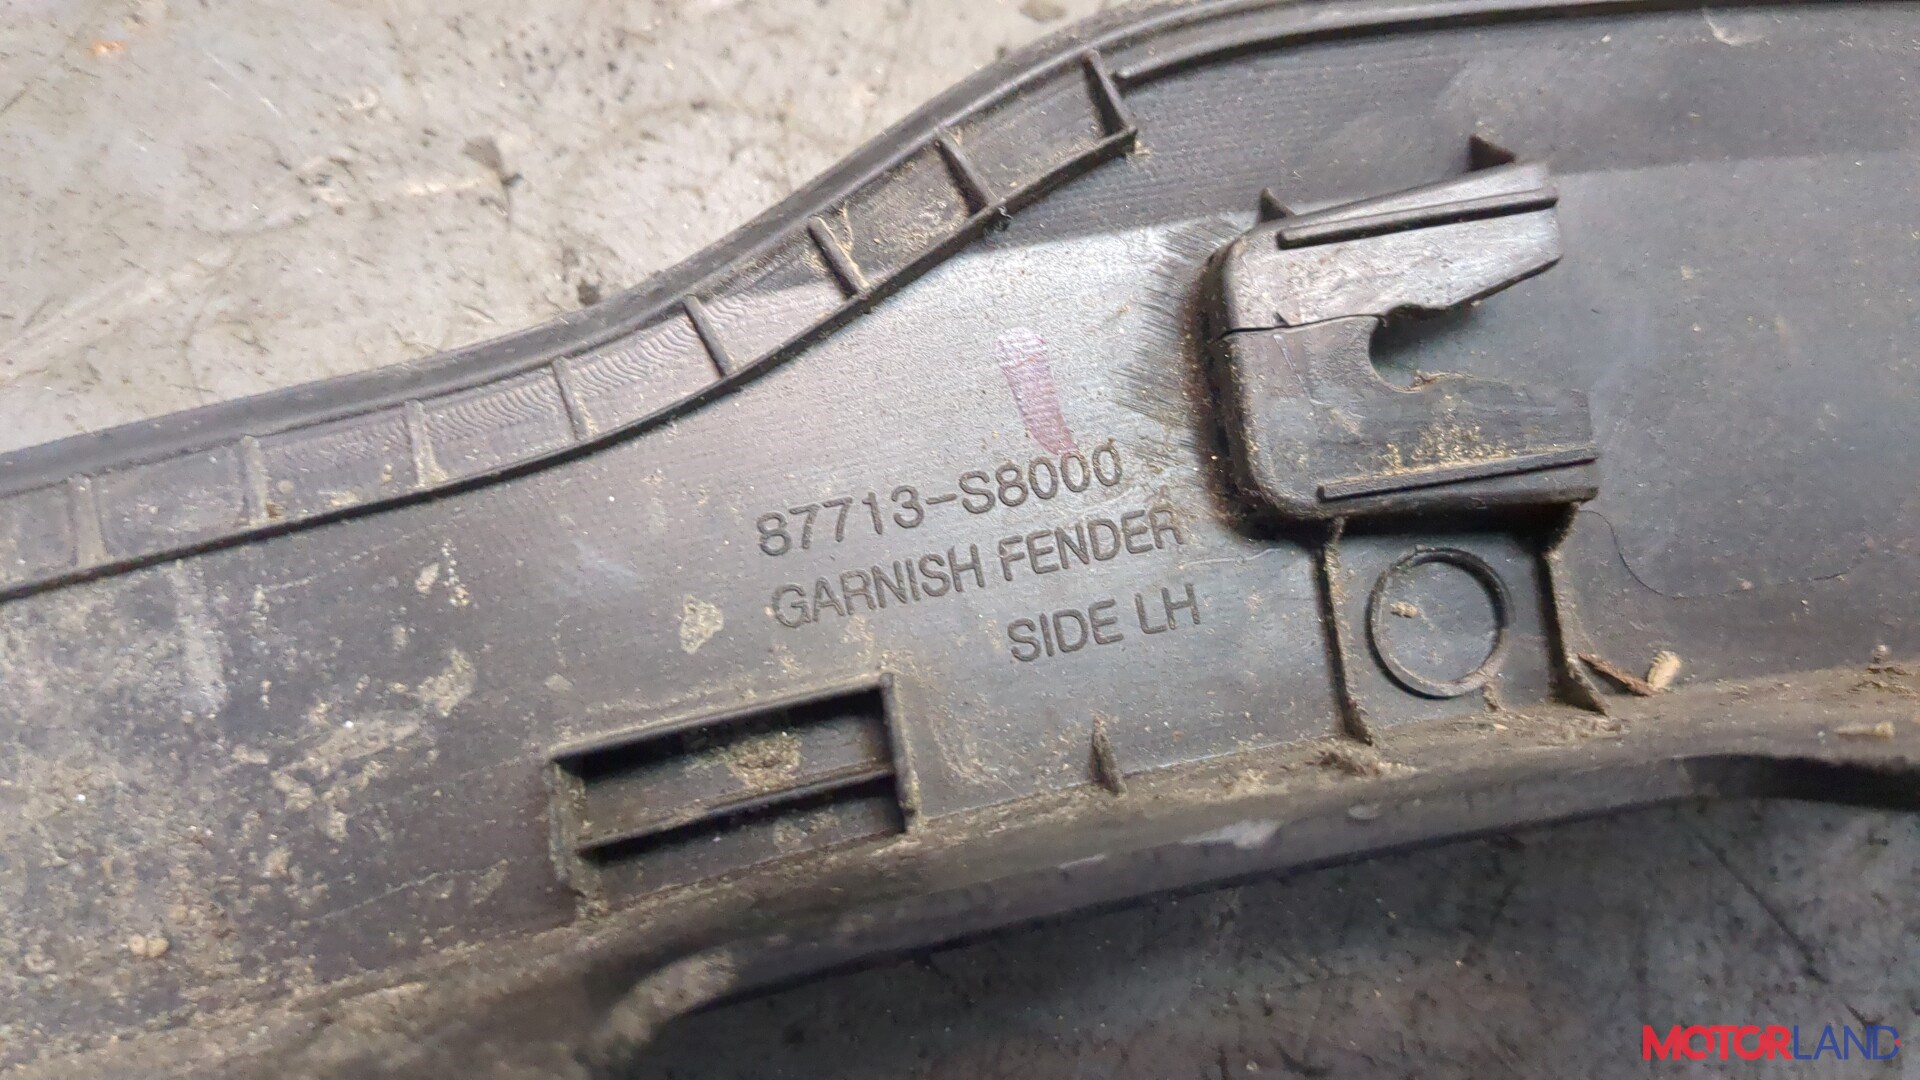 87713-S8000
GARNISH FENDER
SIDE LH
MOTORLAND